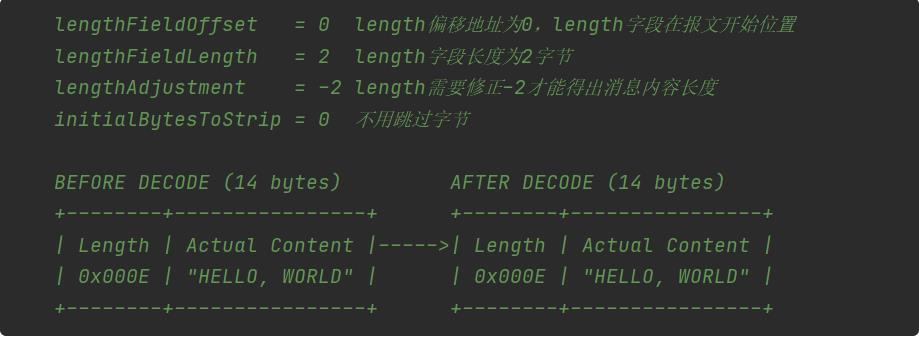 lengthFieldOffset   = 0  length偏移地址为0，length字段在报文开始位置
lengthFieldLength   = 2  length字段长度为2字节
lengthAdjustment    = -2 length需要修正-2才能得出消息内容长度
initialBytesToStrip = 0  不用跳过字节

BEFORE DECODE (14 bytes)         AFTER DECODE (14 bytes)
+--------+----------------+      +--------+----------------+
| Length | Actual Content |----->| Length | Actual Content |
| 0x000E | "HELLO, WORLD" |      | 0x000E | "HELLO, WORLD" |
+--------+----------------+      +--------+----------------+